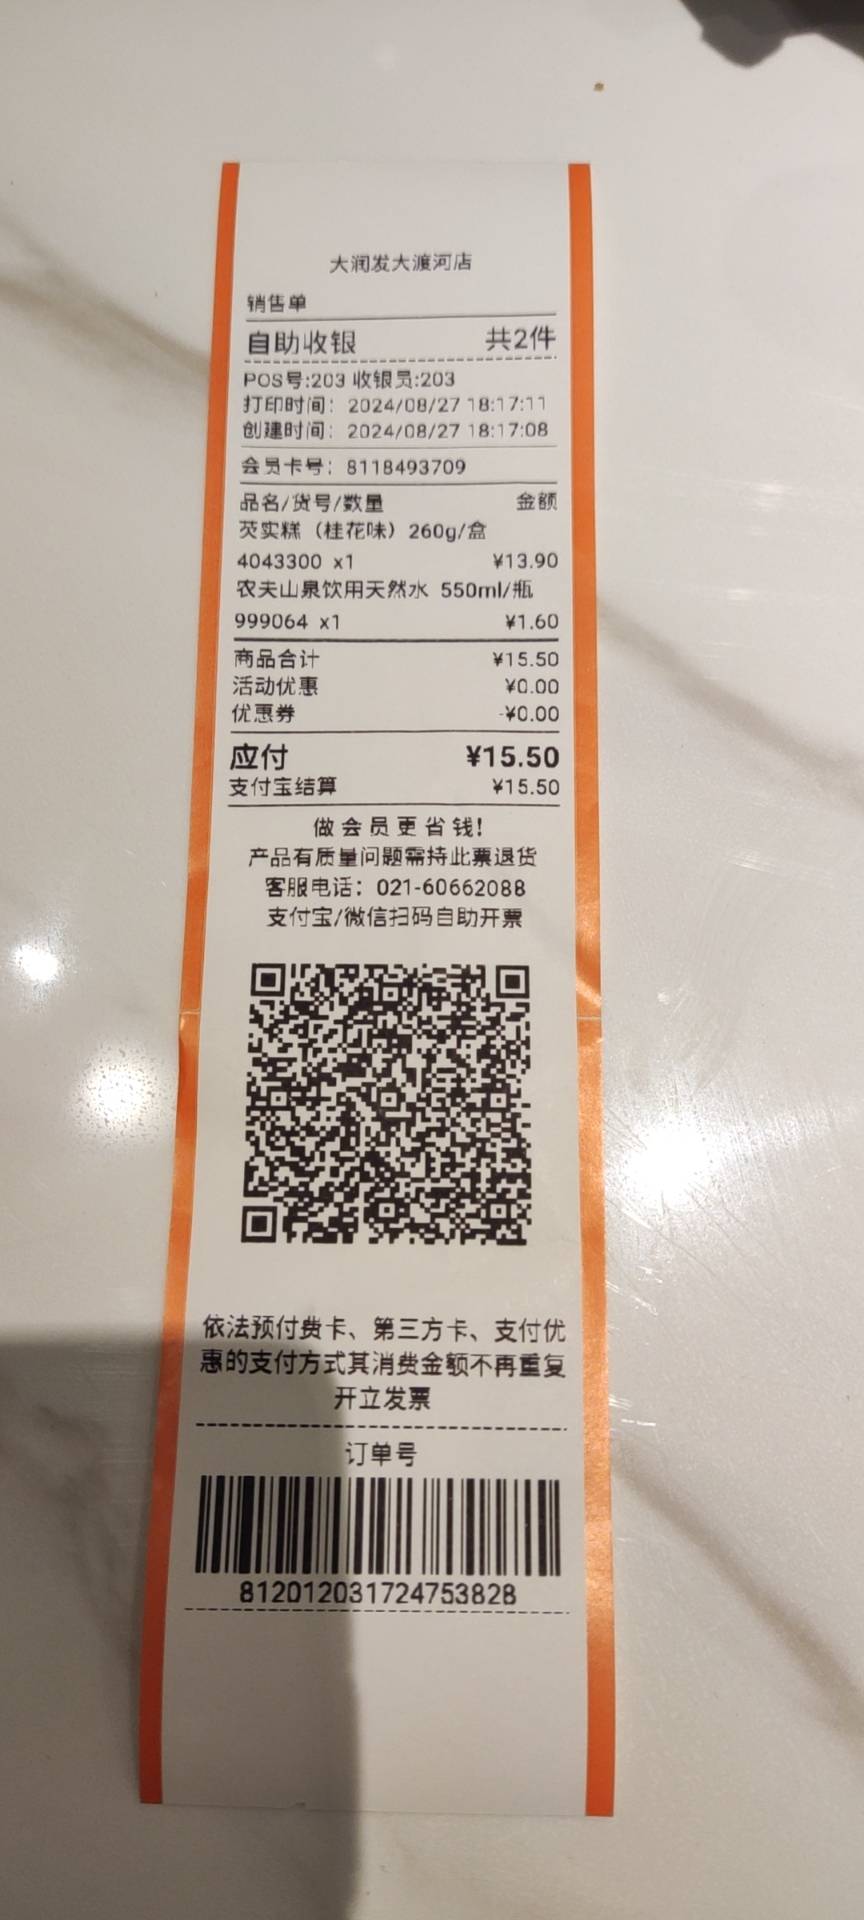 大润发大渡河店
销售单
自助收银 共2件
POS号:203 收银员:203
打印时间: 2024/08/27 18:17:11
创建时间: 2024/08/27 18:17:08
会员卡号: 8118493709
品名/货号/数量 金额
芡实糕（桂花味）260g/盒
4043300 x1 ¥13.90
农夫山泉饮用天然水 550ml/瓶
999064 x1 ¥1.60
商品合计 ¥15.50
活动优惠 ¥0.00
优惠券 -¥0.00
应付 ¥15.50
支付宝结算 ¥15.50
做会员更省钱!
产品有质量问题需持此票退货
客服电话: 021-60662088
支付宝/微信扫码自助开票
依法预付费卡、第三方卡、支付优
惠的支付方式其消费金额不再重复
开立发票
订单号
812012031724753828